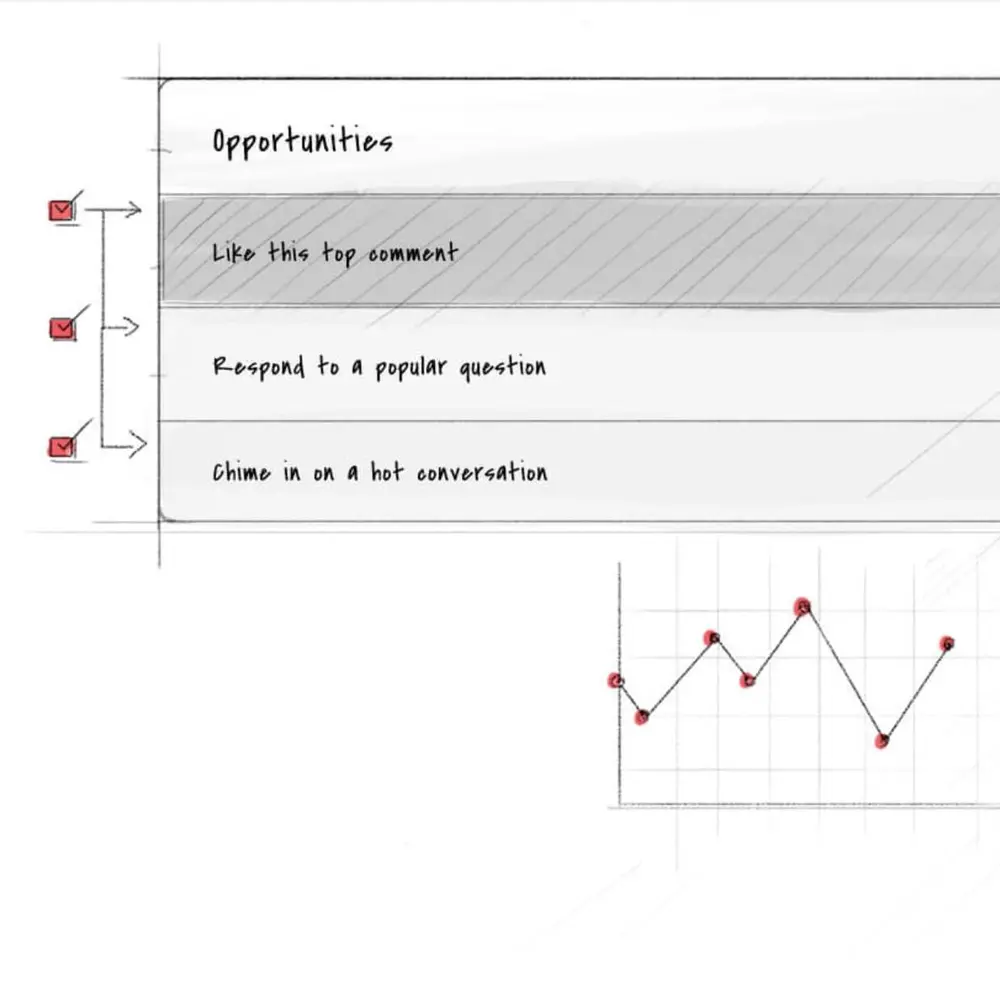 Opportunities
Like this top comment
Respond to a popular question
Chime in on a hot conversation